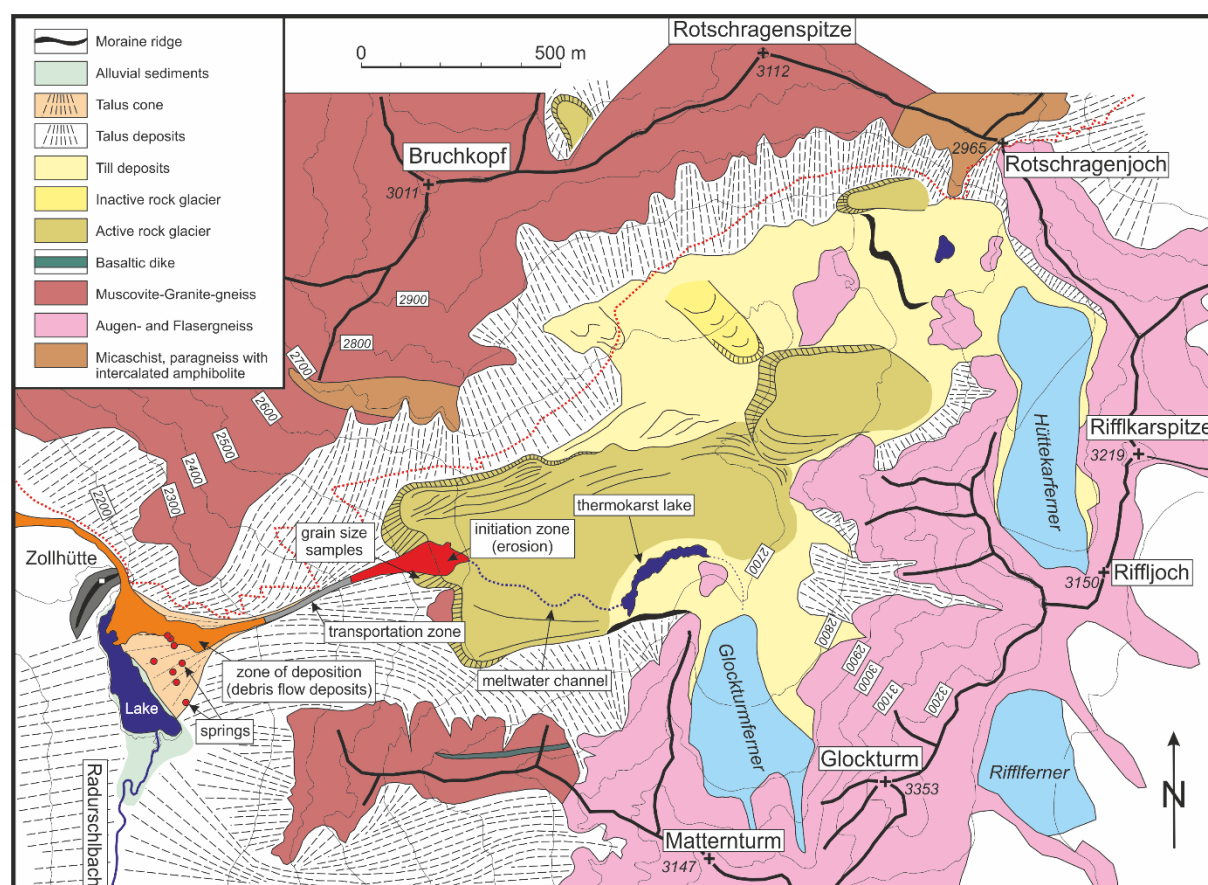 Moraine ridge
Alluvial sediments
Talus cone
Talus deposits
Till deposits
Inactive rock glacier
Active rock glacier
Basaltic dike
Muscovite-Granite-gneiss
Augen- and Flasergneiss
Micaschist, paragneiss with
intercalated amphibolite
0 500 m
Rotschragenspitze
3112
Bruchkopf
3011
2965
Rotschragenjoch
2900
2800
2700
2600
2500
2400
2300
2200
Hüttekarferner
Rifflkarspitze
3219
thermokarst lake
initiation zone
(erosion)
grain size
samples
2700
Zollhütte
3150
Riffljoch
transportation zone
2800
2900
3000
3100
3200
zone of deposition
(debris flow deposits)
meltwater channel
Glockturmferner
Lake
springs
Glockturm
3353
Rifflferner
N
Radurschlbach
Matternturm
3147